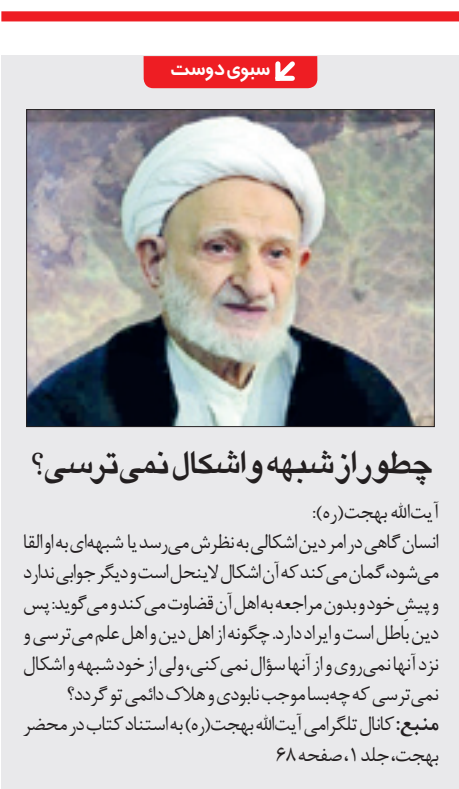 سبوی دوست
چطور از شبهه و اشکال نمی‌ترسی؟
آیت‌الله بهجت(ره):
انسان گاهی در امر دین اشکالی به نظرش می‌رسد یا شبهه‌ای به او القا
می‌شود، گمان می‌کند که آن اشکال لاینحل است و دیگر جوابی ندارد
و پیش خود و بدون مراجعه به اهل آن قضاوت می‌کند و می‌گوید: پس
دین باطل است و ایراد دارد. چگونه از اهل دین و اهل علم می‌ترسی و
نزد آنها نمی‌روی و از آنها سؤال نمی‌کنی، ولی از خود شبهه و اشکال
نمی‌ترسی که چه‌بسا موجب نابودی و هلاک دائمی تو گردد؟
منبع: کانال تلگرامی آیت‌الله بهجت(ره) به استناد کتاب در محضر
بهجت، جلد ۱، صفحه ۶۸